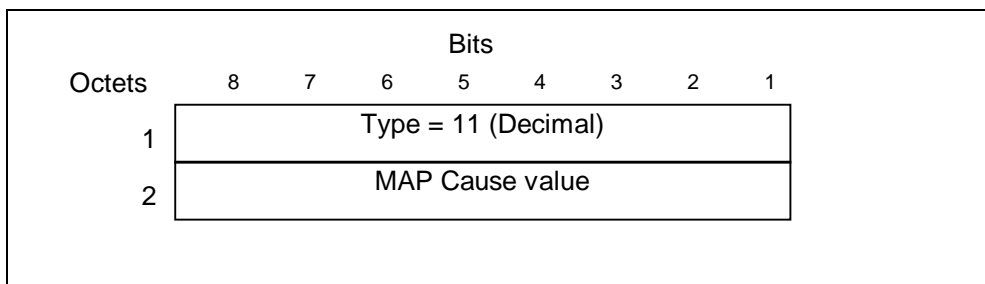 Bits
Octets 8 7 6 5 4 3 2 1
1 Type = 11 (Decimal)
2 MAP Cause value